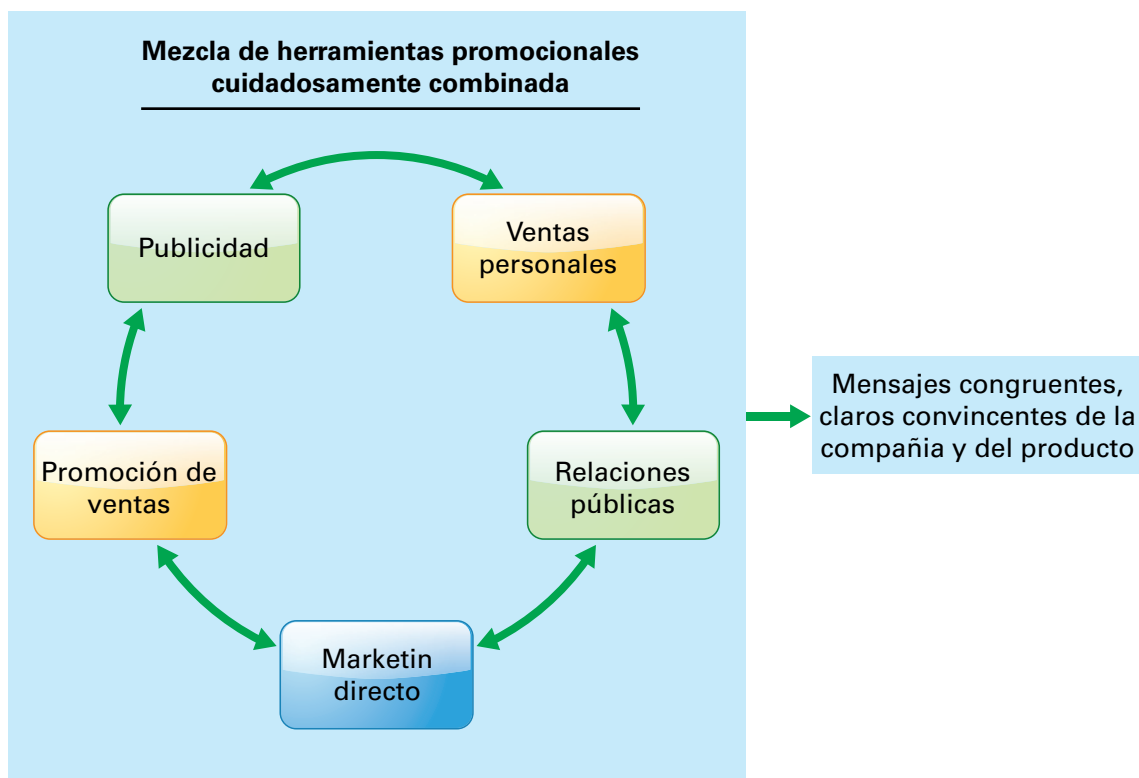 Mezcla de herramientas promocionales
cuidadosamente combinada
Publicidad
Ventas
personales
Promoción de
ventas
Relaciones
públicas
Marketin
directo
Mensajes congruentes,
claros convincentes de la
compañia y del producto